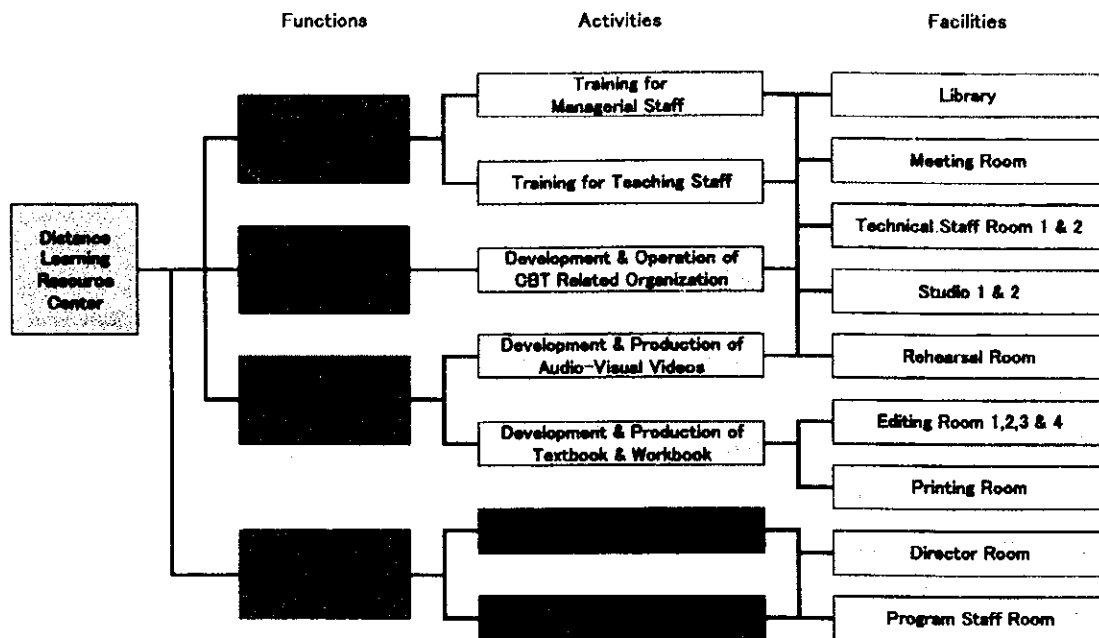 Functions
Activities
Facilities
Distance
Learning
Resource
Center
Training for
Managerial Staff
Training for Teaching Staff
Development & Operation of
CBT Related Organization
Development & Production of
Audio-Visual Videos
Development & Production of
Textbook & Workbook
Library
Meeting Room
Technical Staff Room 1 & 2
Studio 1 & 2
Rehearsal Room
Editing Room 1,2,3 & 4
Printing Room
Director Room
Program Staff Room